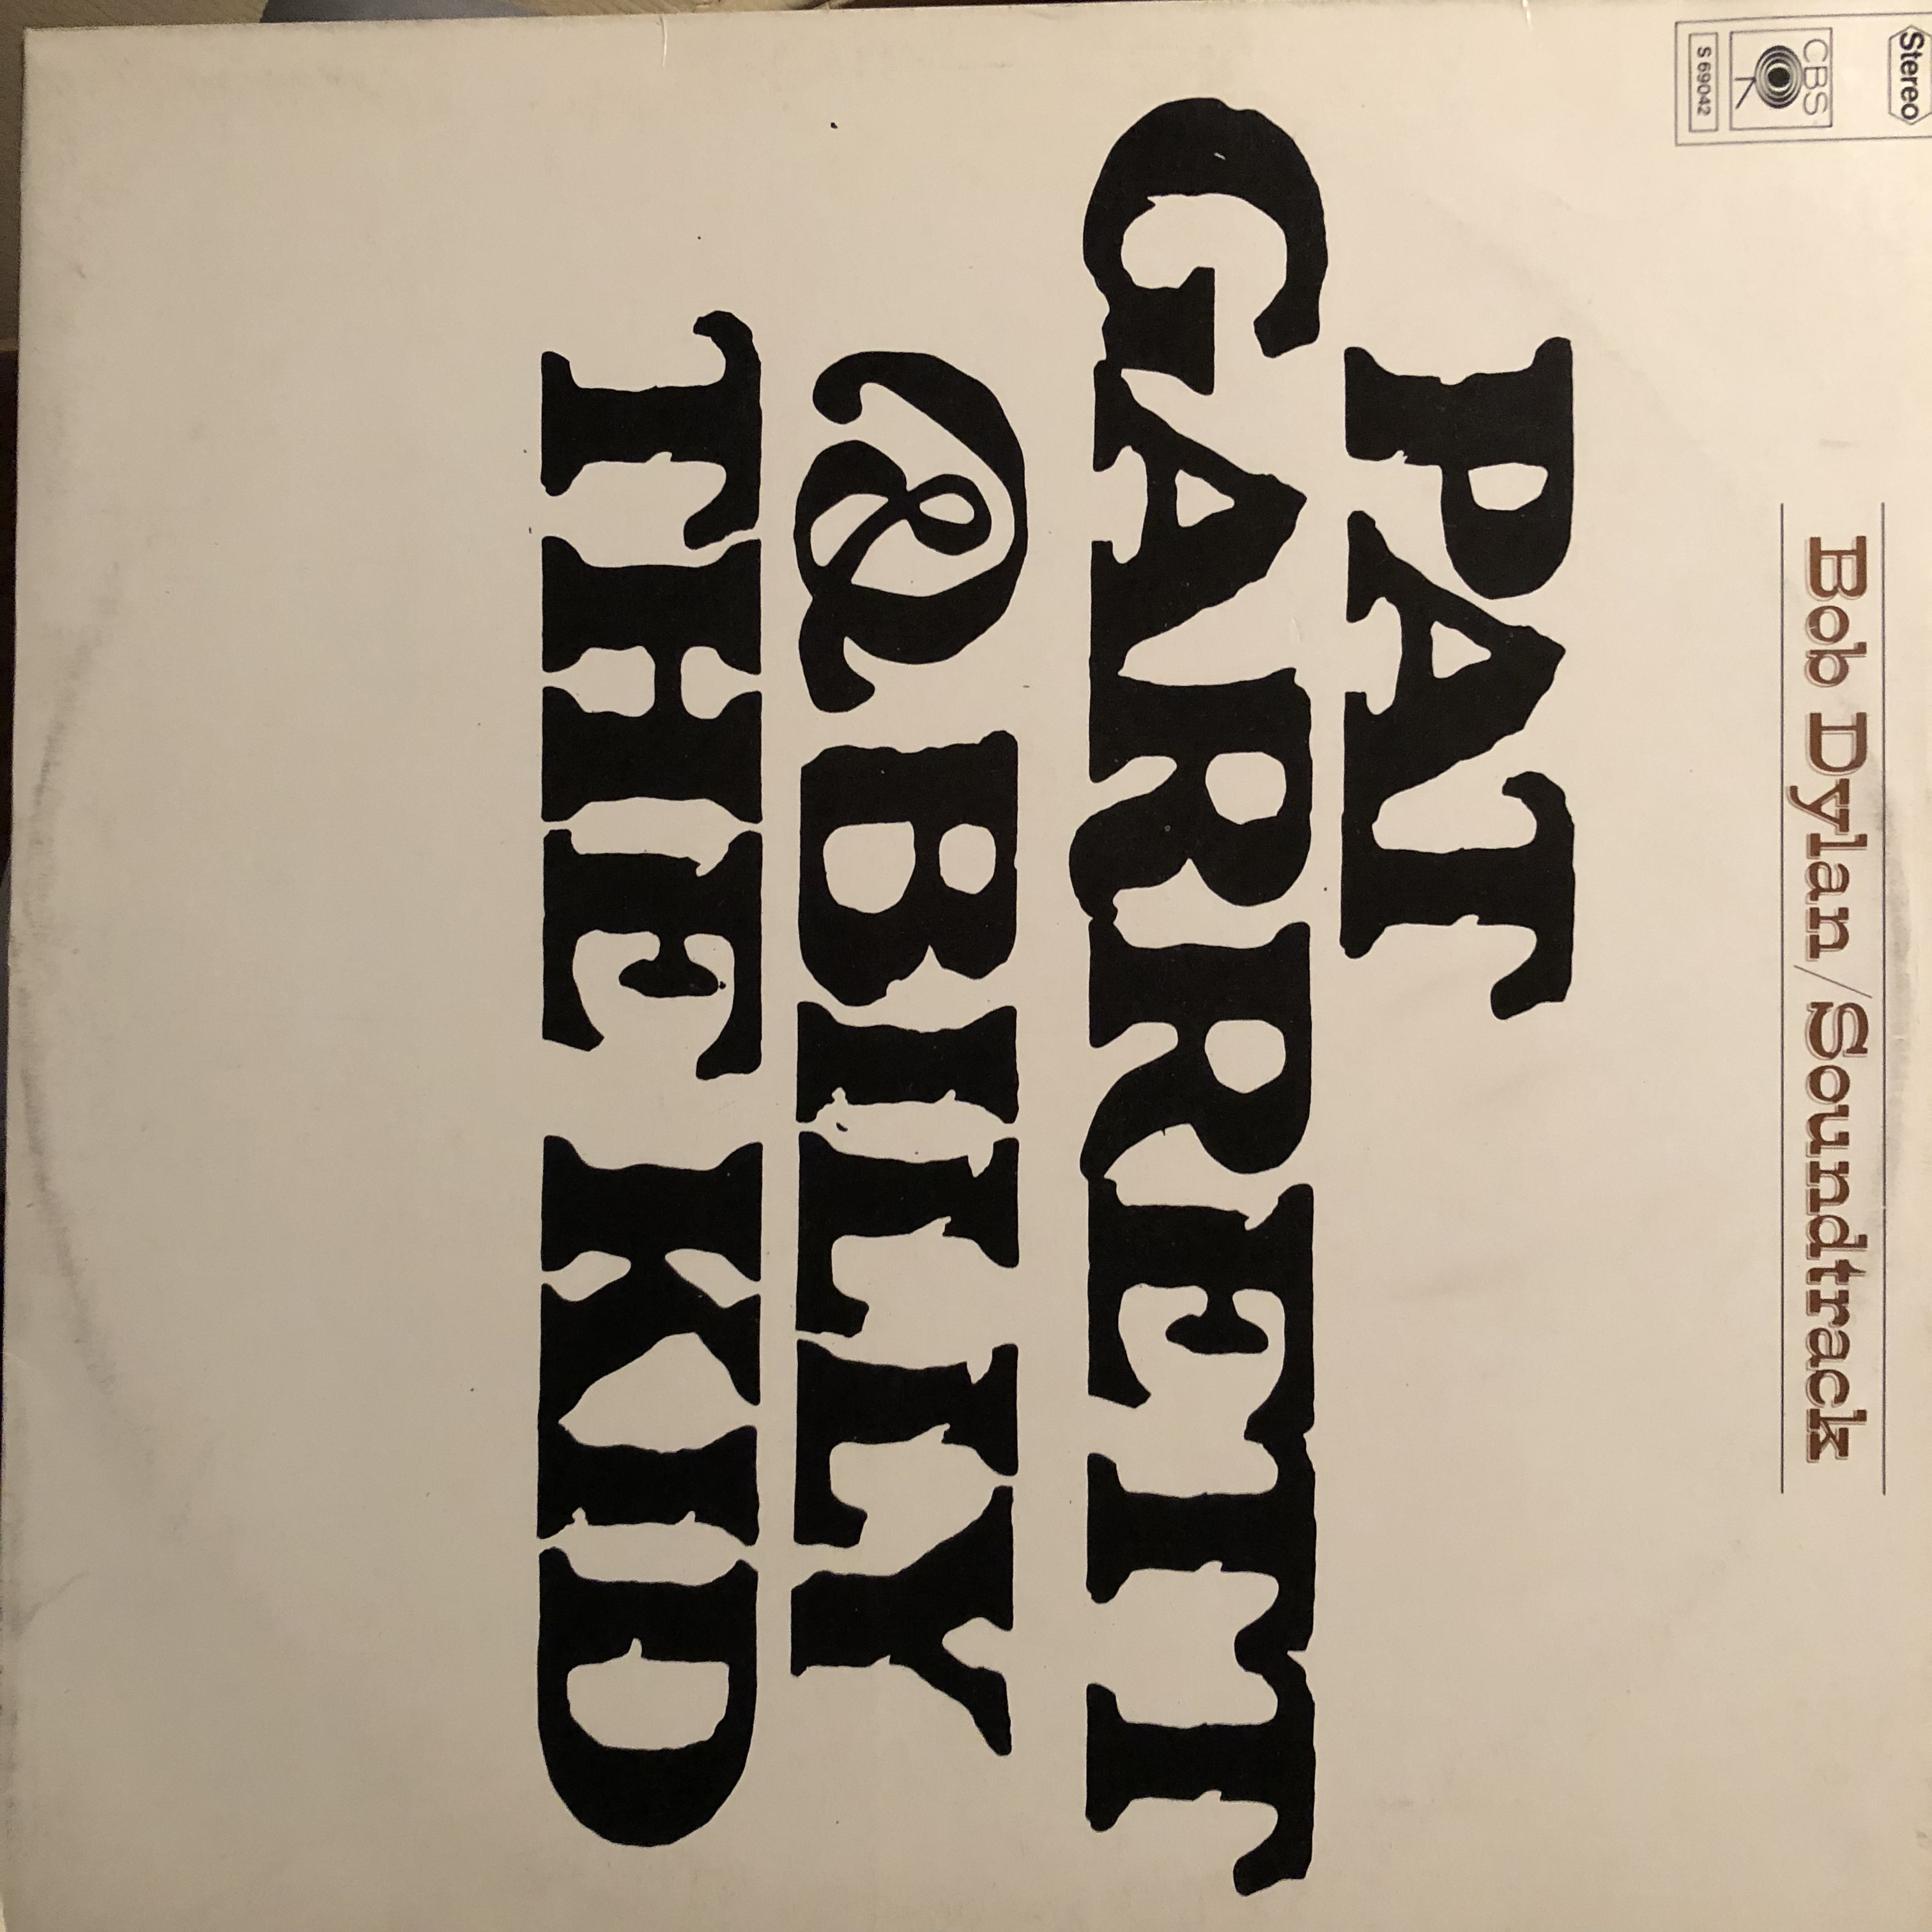 Stereo
CBS
S 69042
Bob Dylan/Soundtrack
PAT
GARRETT
& BILLY
THE KID